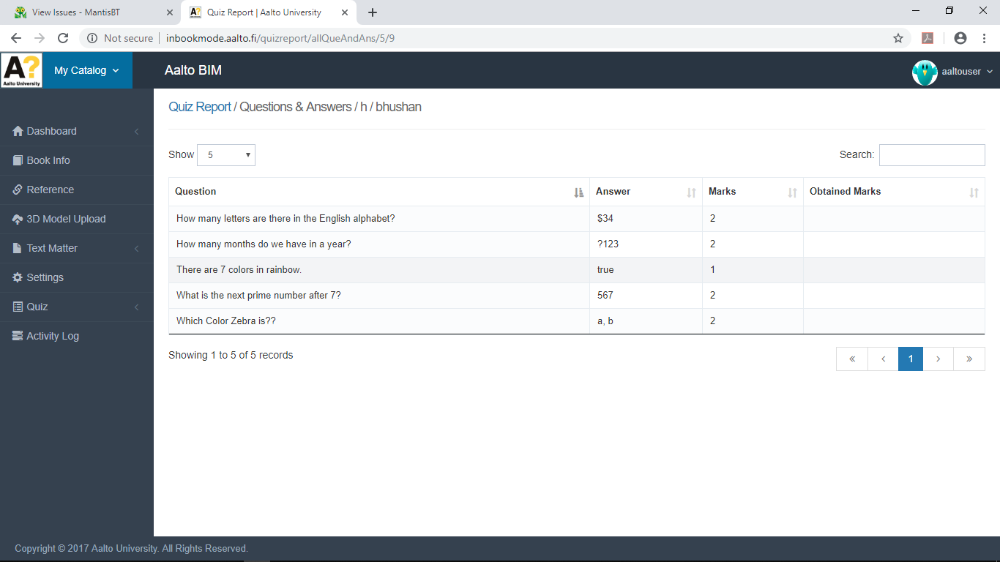 View Issues - MantisBT
Quiz Report | Aalto University
Not secure | inbookmode.aalto.fi/quizreport/allQueAndAns/5/9
A?
Aalto University
My Catalog
Aalto BIM
aaltouser
Dashboard
Book Info
Reference
3D Model Upload
Text Matter
Settings
Quiz
Activity Log
Quiz Report / Questions & Answers / h / bhushan
Show 5
Search:
Question Answer Marks Obtained Marks
How many letters are there in the English alphabet? $34 2
How many months do we have in a year? ?123 2
There are 7 colors in rainbow. true 1
What is the next prime number after 7? 567 2
Which Color Zebra is?? a, b 2
Showing 1 to 5 of 5 records
« ‹ 1 › »
Copyright © 2017 Aalto University. All Rights Reserved.